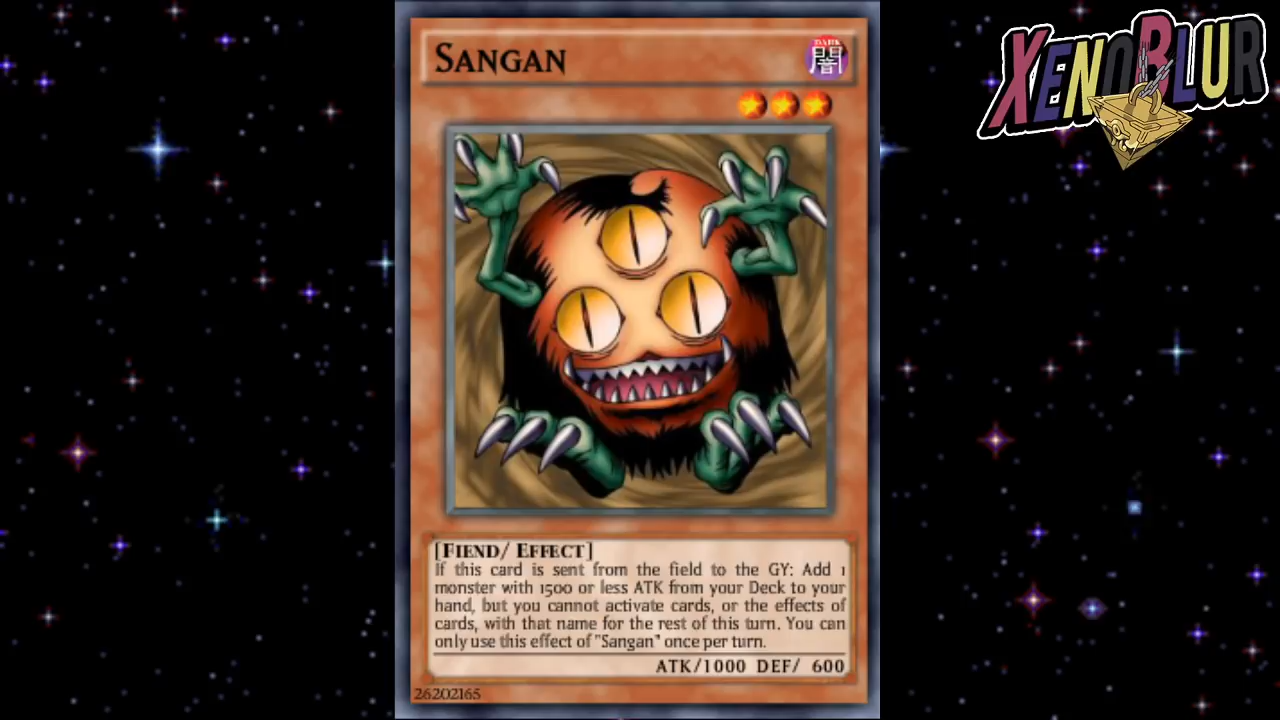 XENOBLUR
SANGAN
DARK
闇
[FIEND/ EFFECT]
If this card is sent from the field to the GY: Add 1
monster with 1500 or less ATK from your Deck to your
hand, but you cannot activate cards, or the effects of
cards, with that name for the rest of this turn. You can
only use this effect of "Sangan" once per turn.
ATK/1000 DEF/ 600
26202165